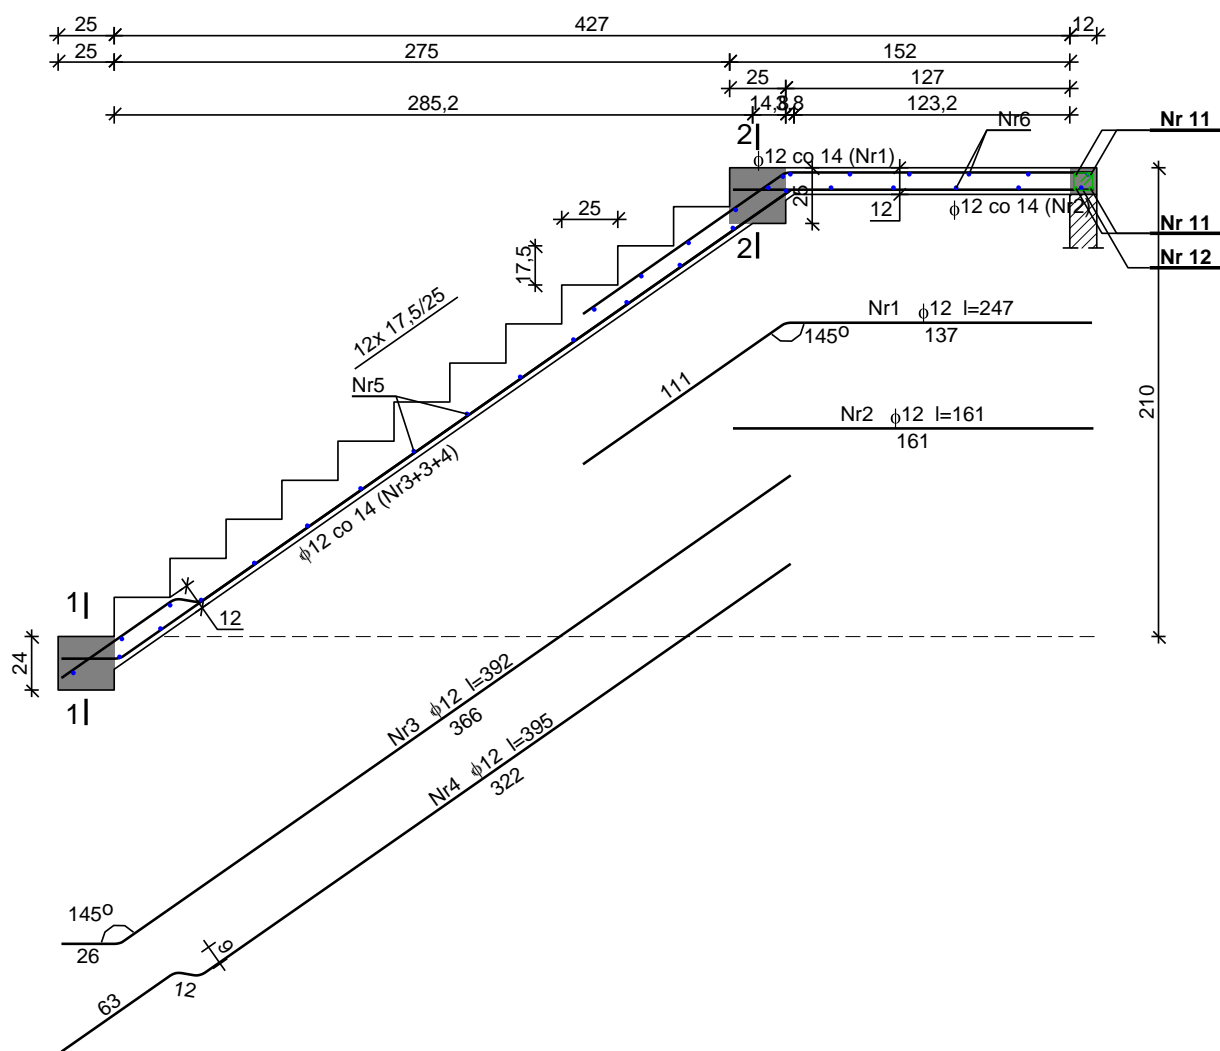 25 427 12
25 275 152
25 127
285,2 14,8 3,8 123,2
2 Nr6 Nr 11
ϕ12 co 14 (Nr1)
25
25 12 ϕ12 co 14 (Nr2)
Nr 11
17,5 2 Nr 12
12x 17,5/25
Nr1 ϕ12 l=247
145º 137
111
Nr5
210
Nr2 ϕ12 l=161
161
ϕ12 co 14 (Nr3+3+4)
1
12
24
1
Nr3 ϕ12 l=392
366
Nr4 ϕ12 l=395
322
145º
26
9
63
12